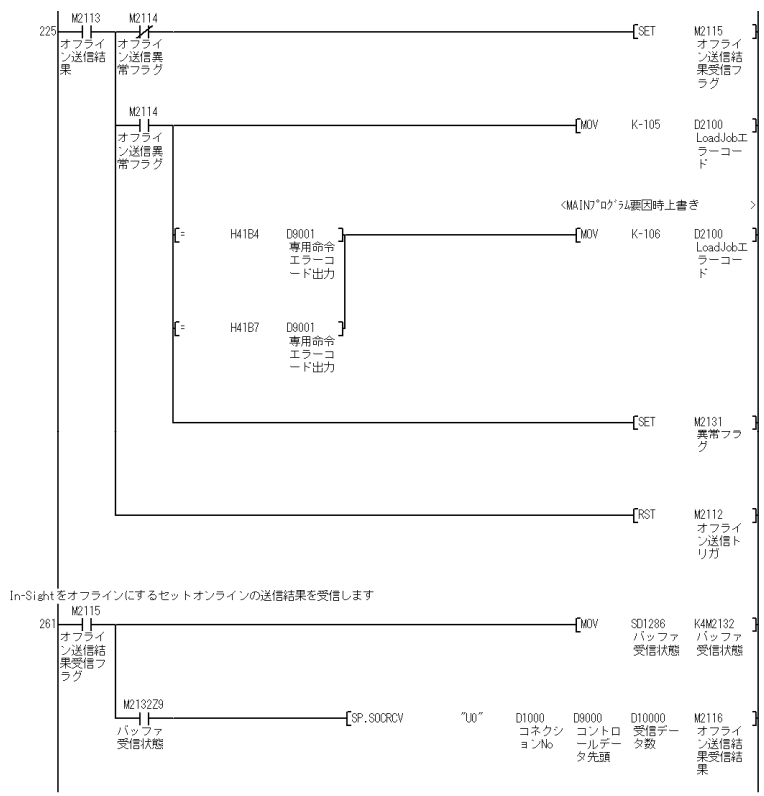 M2113 M2114
225 SET M2115
オフライ オフライ オフライ
ン送信結 ン送信異 ン送信結
果 常フラグ 果受信フ
ラグ
M2114
MOV K-105 D2100
オフライ LoadJobエ
ン送信異 ラーコー
常フラグ ド
<MAINﾌﾟﾛｸﾞﾗﾑ要因時上書き >
= H41B4 D9001 MOV K-106 D2100
専用命令 LoadJobエ
エラーコ ラーコー
ード出力 ド
= H41B7 D9001
専用命令
エラーコ
ード出力
SET M2131
異常フラ
グ
RST M2112
オフライ
ン送信ト
リガ
In-Sightをオフラインにするセットオンラインの送信結果を受信します
M2115
261 MOV SD1286 K4M2132
オフライ バッファ バッファ
ン送信結 受信状態 受信状態
果受信フ
ラグ
M2132Z9
SP.SOCRCV "U0" D1000 D9000 D10000 M2116
バッファ コネクシ コントロ 受信デー オフライ
受信状態 ョンNo ールデー タ数 ン送信結
タ先頭 果受信結
果